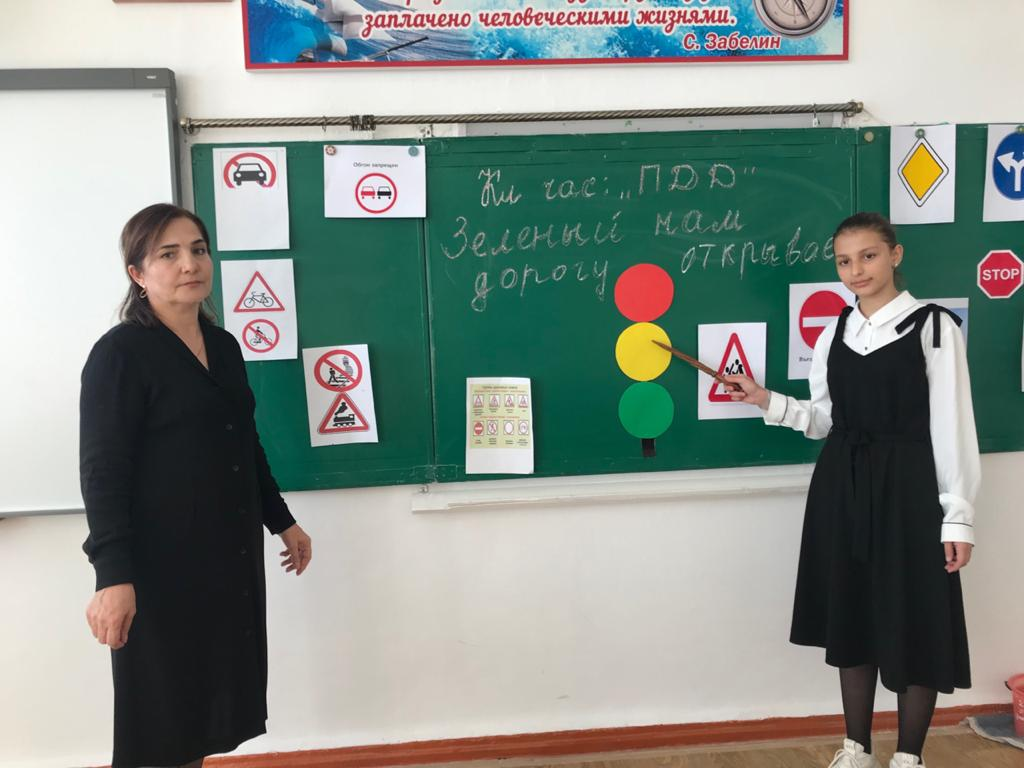 заплачено человеческими жизнями.
С. Забелин
Обгон запрещен
Кл час: „ПДД"
Зеленый нам
дорогу открывае
STOP